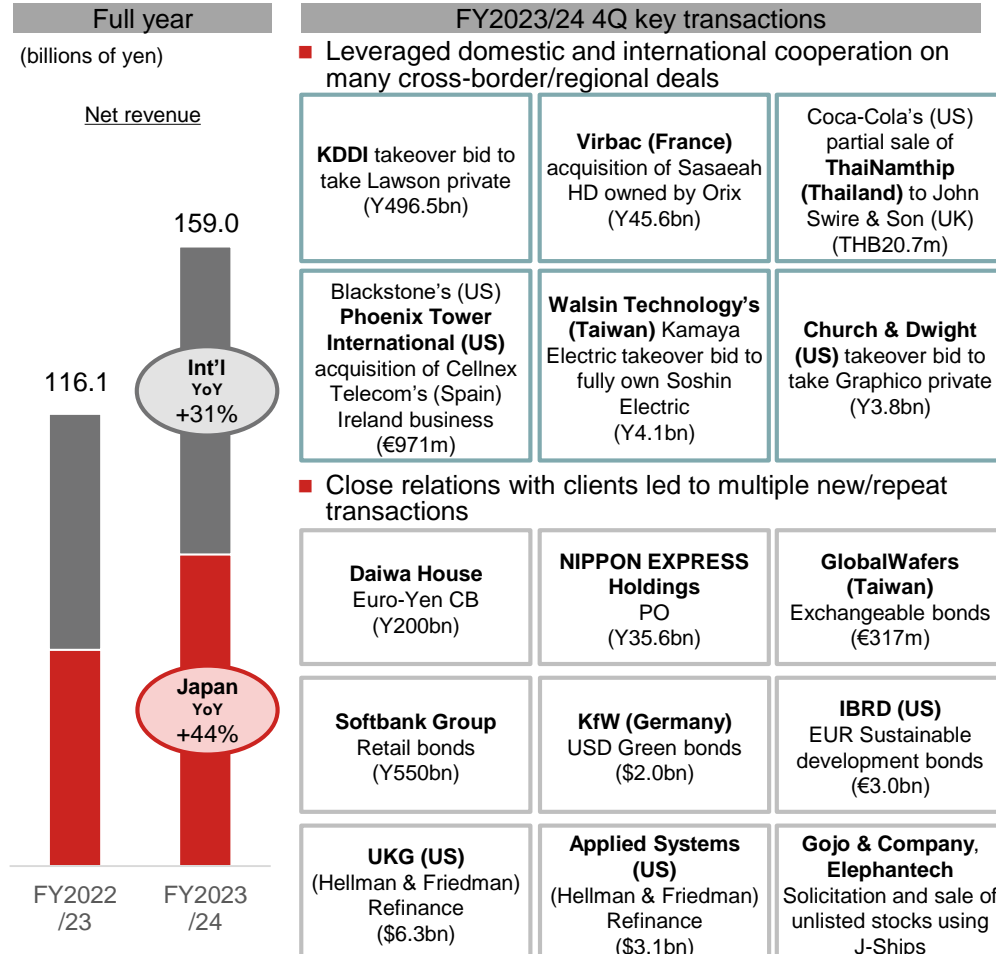 Full year
(billions of yen)
Net revenue
116.1
159.0
Int'l
YoY
+31%
Japan
YoY
+44%
FY2022
/23
FY2023
/24
FY2023/24 4Q key transactions
■ Leveraged domestic and international cooperation on
many cross-border/regional deals
KDDI takeover bid to
take Lawson private
(Y496.5bn)
Virbac (France)
acquisition of Sasaeah
HD owned by Orix
(Y45.6bn)
Coca-Cola's (US)
partial sale of
ThaiNamthip
(Thailand) to John
Swire & Son (UK)
(THB20.7m)
Blackstone's (US)
Phoenix Tower
International (US)
acquisition of Cellnex
Telecom's (Spain)
Ireland business
(€971m)
Walsin Technology's
(Taiwan) Kamaya
Electric takeover bid to
fully own Soshin
Electric
(Y4.1bn)
Church & Dwight
(US) takeover bid to
take Graphico private
(Y3.8bn)
■ Close relations with clients led to multiple new/repeat
transactions
Daiwa House
Euro-Yen CB
(Y200bn)
NIPPON EXPRESS
Holdings
PO
(Y35.6bn)
GlobalWafers
(Taiwan)
Exchangeable bonds
(€317m)
Softbank Group
Retail bonds
(Y550bn)
KfW (Germany)
USD Green bonds
($2.0bn)
IBRD (US)
EUR Sustainable
development bonds
(€3.0bn)
UKG (US)
(Hellman & Friedman)
Refinance
($6.3bn)
Applied Systems
(US)
(Hellman & Friedman)
Refinance
($3.1bn)
Gojo & Company,
Elephantech
Solicitation and sale of
unlisted stocks using
J-Ships